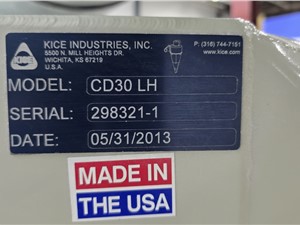 KICE INDUSTRIES, INC.
5500 N. MILL HEIGHTS DR.
WICHITA, KS 67219
U.S.A.
P: (316) 744-7151
www.kice.com
KICE
MODEL: CD30 LH
SERIAL: 298321-1
DATE: 05/31/2013
MADE IN
THE USA